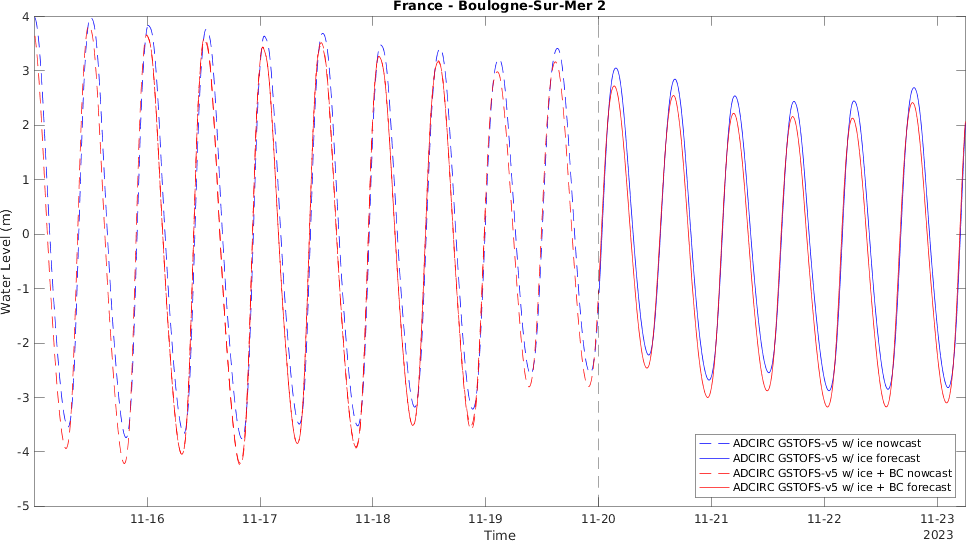 France - Boulogne-Sur-Mer 2
4
3
2
1
0
-1
-2
-3
-4
-5
Water Level (m)
ADCIRC GSTOFS-v5 w/ ice nowcast
ADCIRC GSTOFS-v5 w/ ice forecast
ADCIRC GSTOFS-v5 w/ ice + BC nowcast
ADCIRC GSTOFS-v5 w/ ice + BC forecast
11-16 11-17 11-18 11-19 11-20 11-21 11-22 11-23
Time 2023